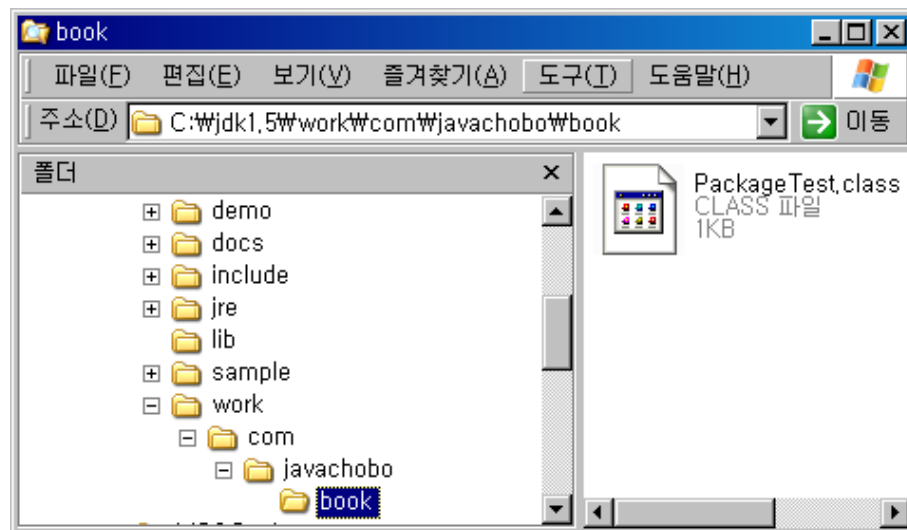 book
파일(F) 편집(E) 보기(V) 즐겨찾기(A) 도구(T) 도움말(H)
주소(D) C:₩jdk1.5₩work₩com₩javachobo₩book 이동
폴더
demo
docs
include
jre
lib
sample
work
com
javachobo
book
PackageTest.class
CLASS 파일
1KB